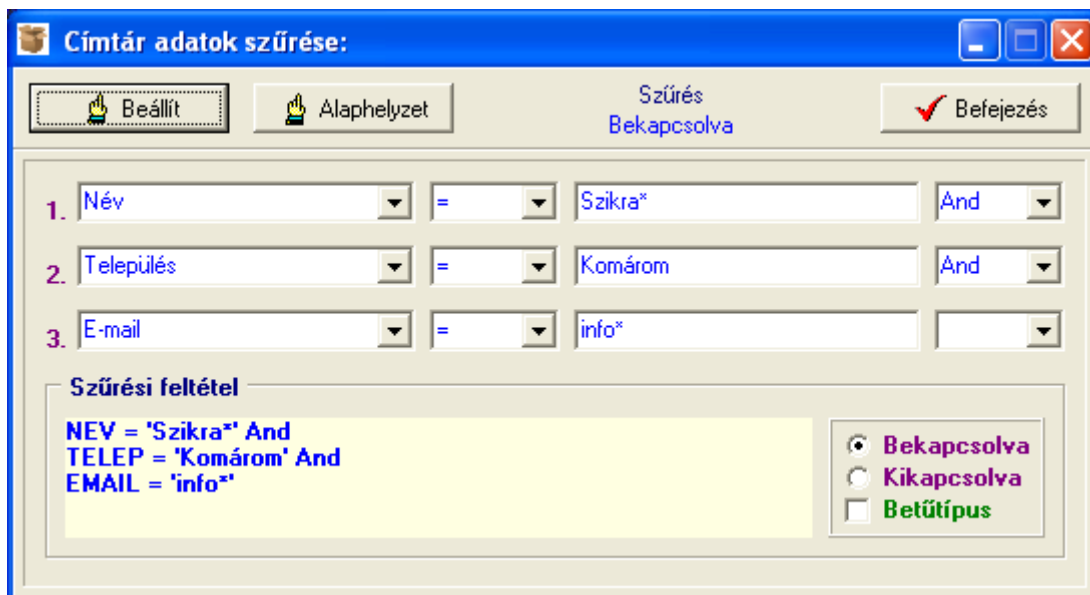 Címtár adatok szűrése:
Beállít Alaphelyzet Szűrés Befejezés
Bekapcsolva
1. Név = Szikra* And
2. Település = Komárom And
3. E-mail = info*
Szűrési feltétel
NEV = 'Szikra*' And
TELEP = 'Komárom' And
EMAIL = 'info*'
Bekapcsolva
Kikapcsolva
Betűtípus